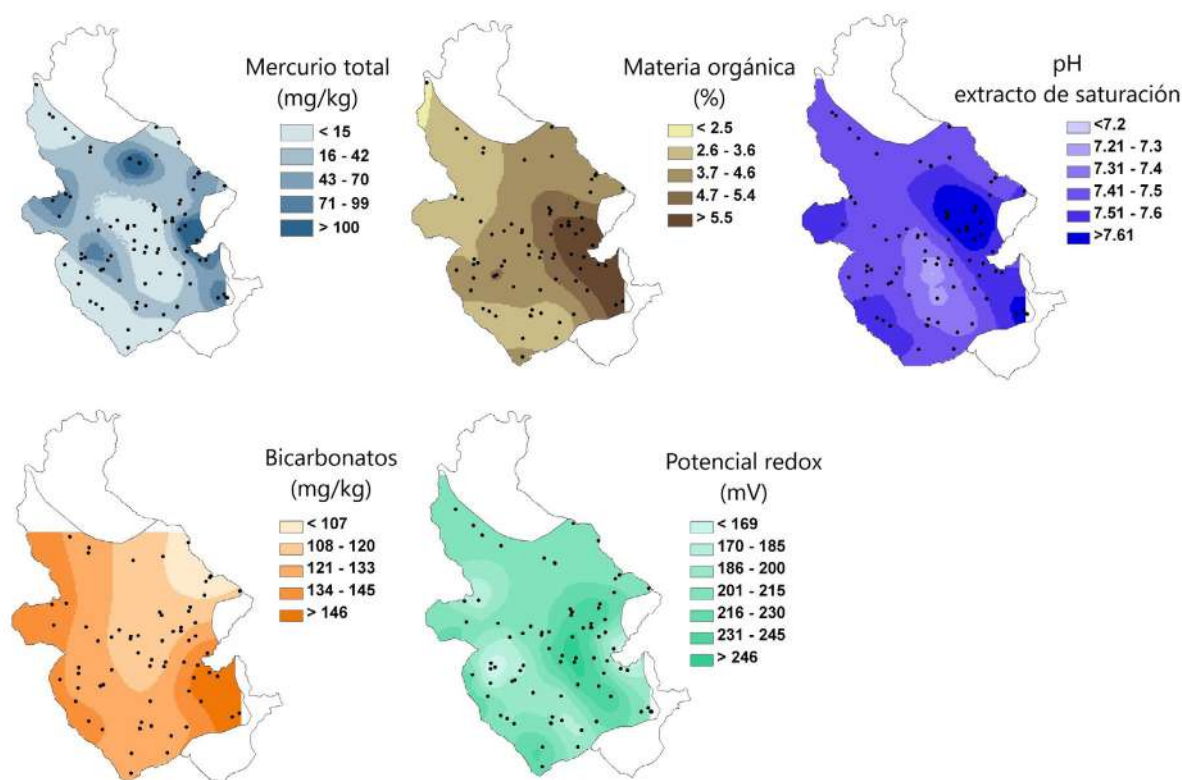 Mercurio total
(mg/kg)
< 15
16 - 42
43 - 70
71 - 99
> 100
Materia orgánica
(%)
< 2.5
2.6 - 3.6
3.7 - 4.6
4.7 - 5.4
> 5.5
pH
extracto de saturación
<7.2
7.21 - 7.3
7.31 - 7.4
7.41 - 7.5
7.51 - 7.6
>7.61
Bicarbonatos
(mg/kg)
< 107
108 - 120
121 - 133
134 - 145
> 146
Potencial redox
(mV)
< 169
170 - 185
186 - 200
201 - 215
216 - 230
231 - 245
> 246